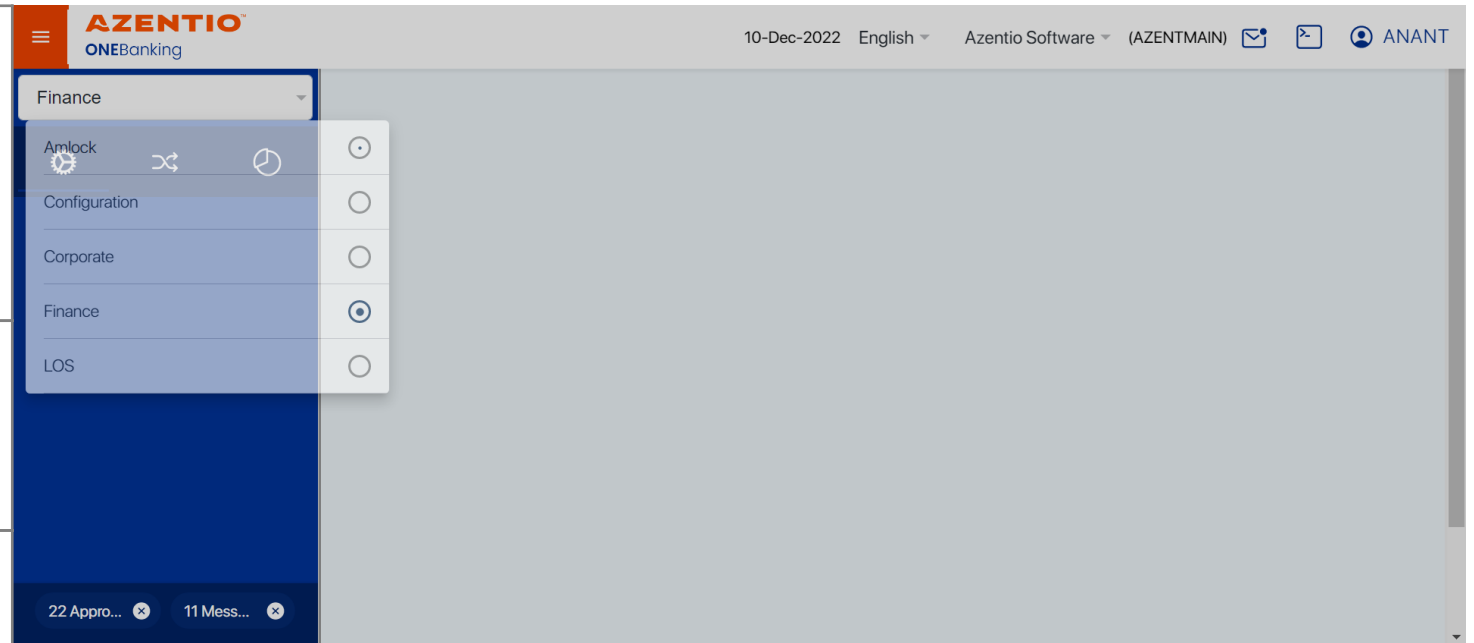 AZENTIO™
ONEBanking
10-Dec-2022 English Azentio Software (AZENTMAIN) ANANT
Finance
Amlock
Configuration
Corporate
Finance
LOS
22 Appro... 11 Mess...